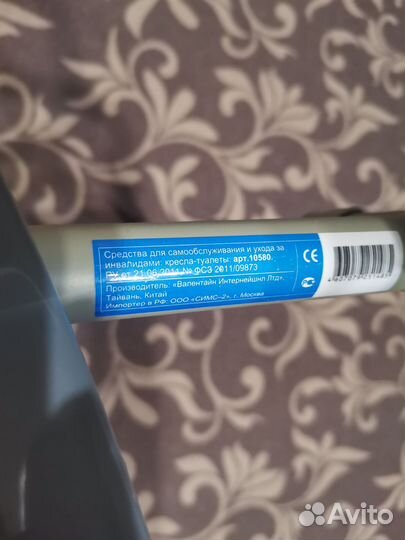 Средства для самообслуживания и ухода за
инвалидами: кресла-туалеты: арт.10580.
РУ от 21.06.2011 № ФСЗ 2011/09873
Производитель: «Валентайн Интернейшнл Лтд».
Тайвань, Китай
Импортер в РФ: ООО «СИМС–2», г. Москва
CE
Avito